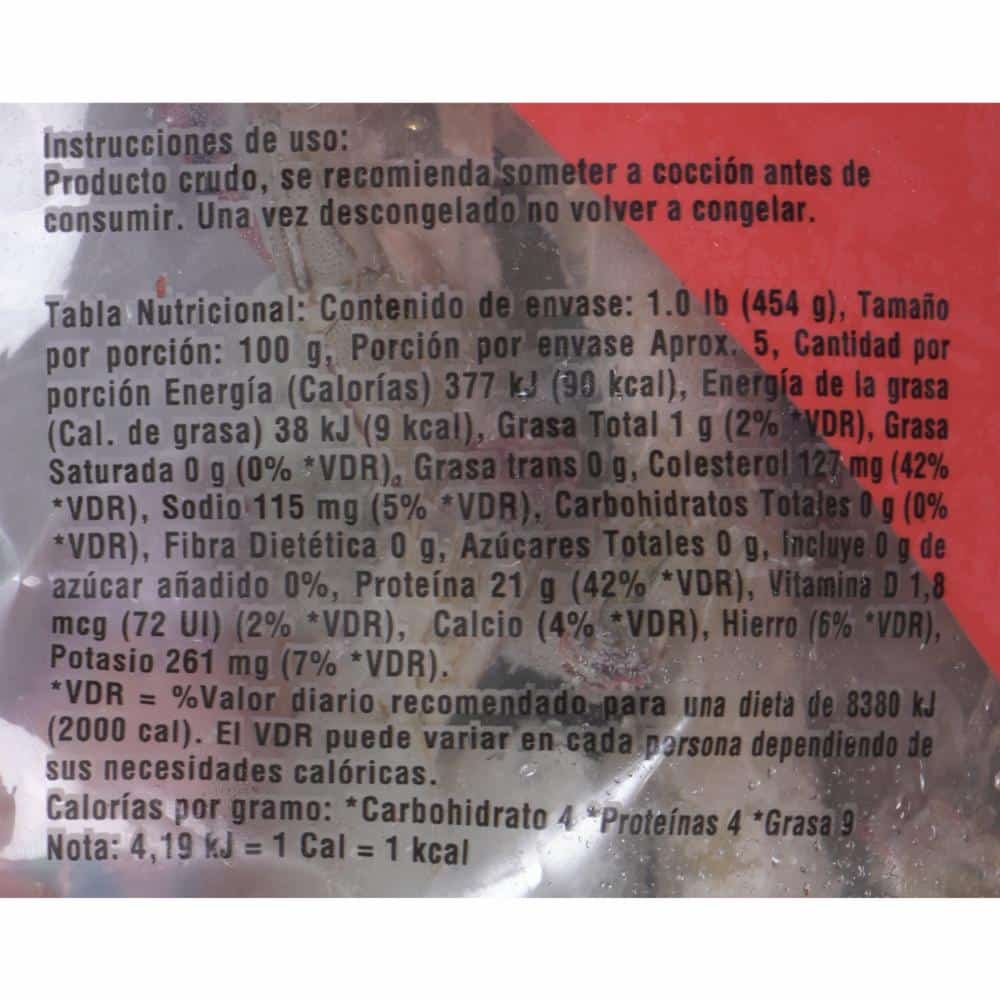 Instrucciones de uso:
Producto crudo, se recomienda someter a cocción antes de
consumir. Una vez descongelado no volver a congelar.
Tabla Nutricional: Contenido de envase: 1.0 lb (454 g), Tamaño
por porción: 100 g, Porción por envase Aprox. 5, Cantidad por
porción Energía (Calorías) 377 kJ (90 kcal), Energía de la grasa
(Cal. de grasa) 38 kJ (9 kcal), Grasa Total 1 g (2% *VDR), Grasa
Saturada 0 g (0% *VDR), Grasa trans 0 g, Colesterol 127 mg (42%
*VDR), Sodio 115 mg (5% *VDR), Carbohidratos Totales 0 g (0%
*VDR), Fibra Dietética 0 g, Azúcares Totales 0 g, Incluye 0 g de
azúcar añadido 0%, Proteína 21 g (42% *VDR), Vitamina D 1,8
mcg (72 UI) (2% *VDR), Calcio (4% *VDR), Hierro (6% *VDR),
Potasio 261 mg (7% *VDR).
*VDR = %Valor diario recomendado para una dieta de 8380 kJ
(2000 cal). El VDR puede variar en cada persona dependiendo de
sus necesidades calóricas.
Calorías por gramo: *Carbohidrato 4 *Proteínas 4 *Grasa 9
Nota: 4,19 kJ = 1 Cal = 1 kcal